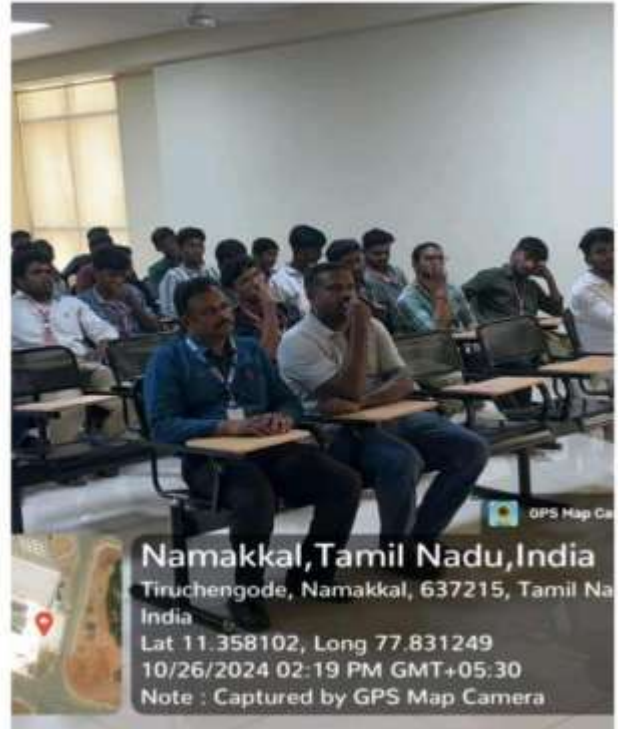 GPS Map Ca
Namakkal,Tamil Nadu,India
Tiruchengode, Namakkal, 637215, Tamil Na
India
Lat 11.358102, Long 77.831249
10/26/2024 02:19 PM GMT+05:30
Note : Captured by GPS Map Camera